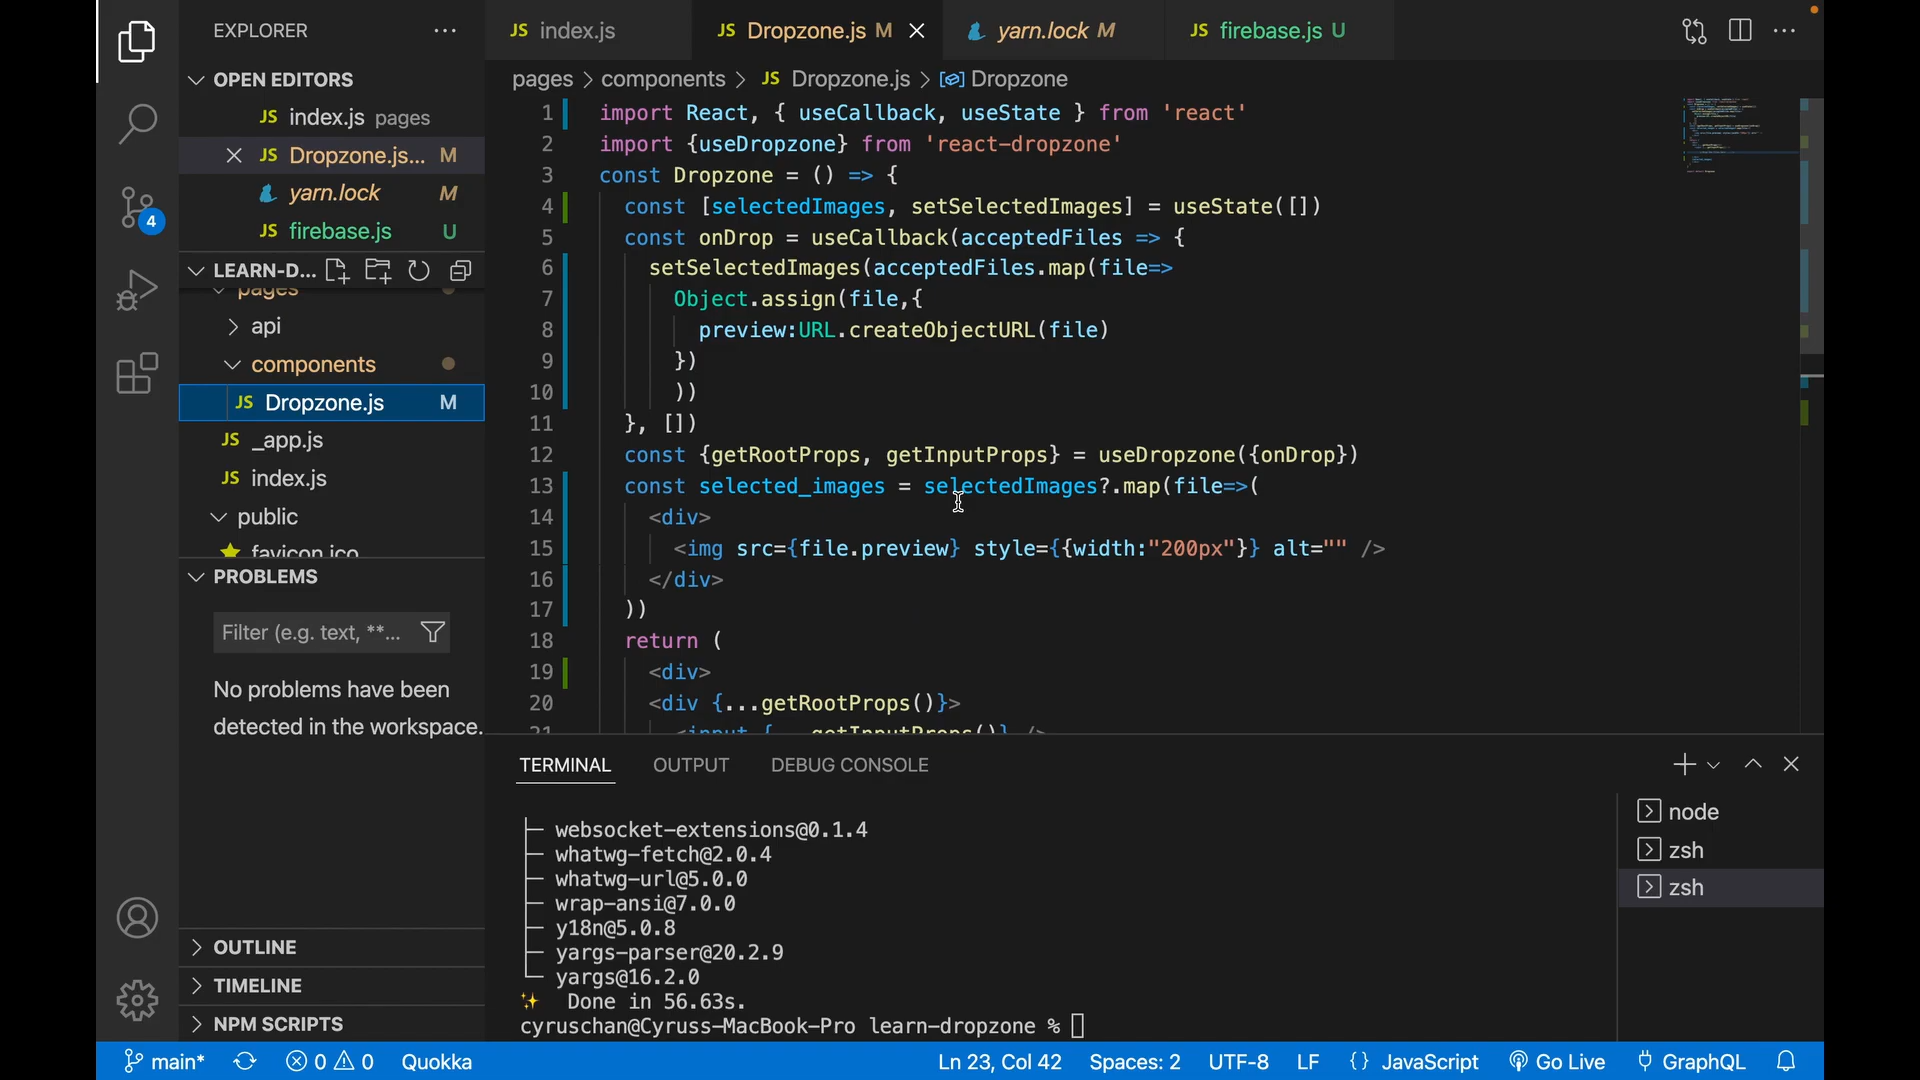 EXPLORER
OPEN EDITORS
JS index.js pages
JS Dropzone.js... M
yarn.lock M
JS firebase.js U
LEARN-D...
pages
api
components
JS Dropzone.js M
JS _app.js
JS index.js
public
favicon.ico
PROBLEMS
Filter (e.g. text, **...
No problems have been
detected in the workspace.
OUTLINE
TIMELINE
NPM SCRIPTS
4
JS index.js
JS Dropzone.js M
yarn.lock M
JS firebase.js U
pages > components > JS Dropzone.js > Dropzone
1 import React, { useCallback, useState } from 'react'
2 import {useDropzone} from 'react-dropzone'
3 const Dropzone = () => {
4 const [selectedImages, setSelectedImages] = useState([])
5 const onDrop = useCallback(acceptedFiles => {
6 setSelectedImages(acceptedFiles.map(file=>
7 Object.assign(file,{
8 preview:URL.createObjectURL(file)
9 })
10 ))
11 }, [])
12 const {getRootProps, getInputProps} = useDropzone({onDrop})
13 const selected_images = selectedImages?.map(file=>(
14 <div>
15 <img src={file.preview} style={{width:"200px"}} alt="" />
16 </div>
17 ))
18 return (
19 <div>
20 <div {...getRootProps()}>
21 <input {...getInputProps()} />
TERMINAL
OUTPUT
DEBUG CONSOLE
├─ websocket-extensions@0.1.4
├─ whatwg-fetch@2.0.4
├─ whatwg-url@5.0.0
├─ wrap-ansi@7.0.0
├─ y18n@5.0.8
├─ yargs-parser@20.2.9
└─ yargs@16.2.0
✨ Done in 56.63s.
cyruschan@Cyruss-MacBook-Pro learn-dropzone %
node
zsh
zsh
main*
0
0
Quokka
Ln 23, Col 42
Spaces: 2
UTF-8
LF
{} JavaScript
Go Live
GraphQL